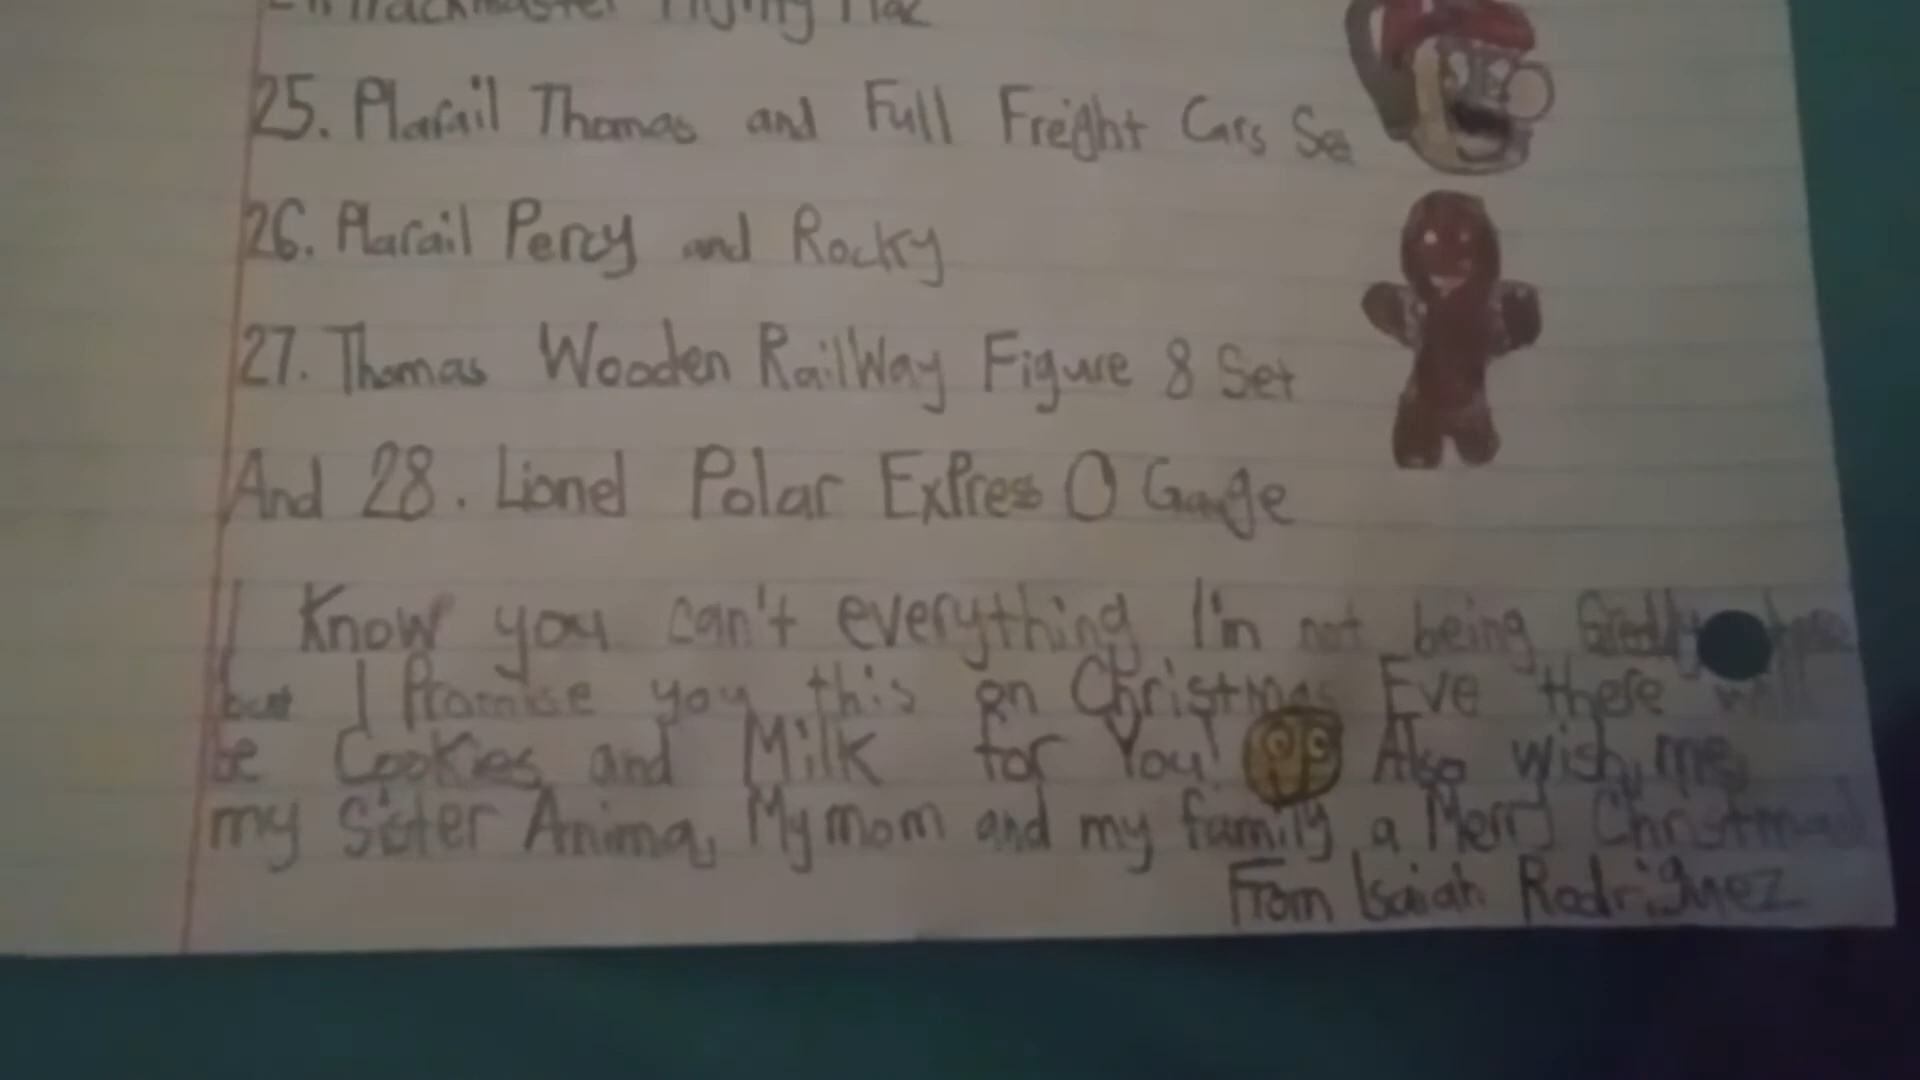 Trackmaster Flying Mac
25. Plarail Thomas and Full Freight Cars Set
26. Plarail Percy and Rocky
27. Thomas Wooden RailWay Figure 8 Set
And 28. Lionel Polar ExPress O Gauge
I Know you can't everything I'm not being
but I Promise you this on Christmas Eve there will
be Cookies and Milk for You! Also wish, me,
my Sister Anima, My mom and my family a Merry Christmas
From Isaiah Rodriguez